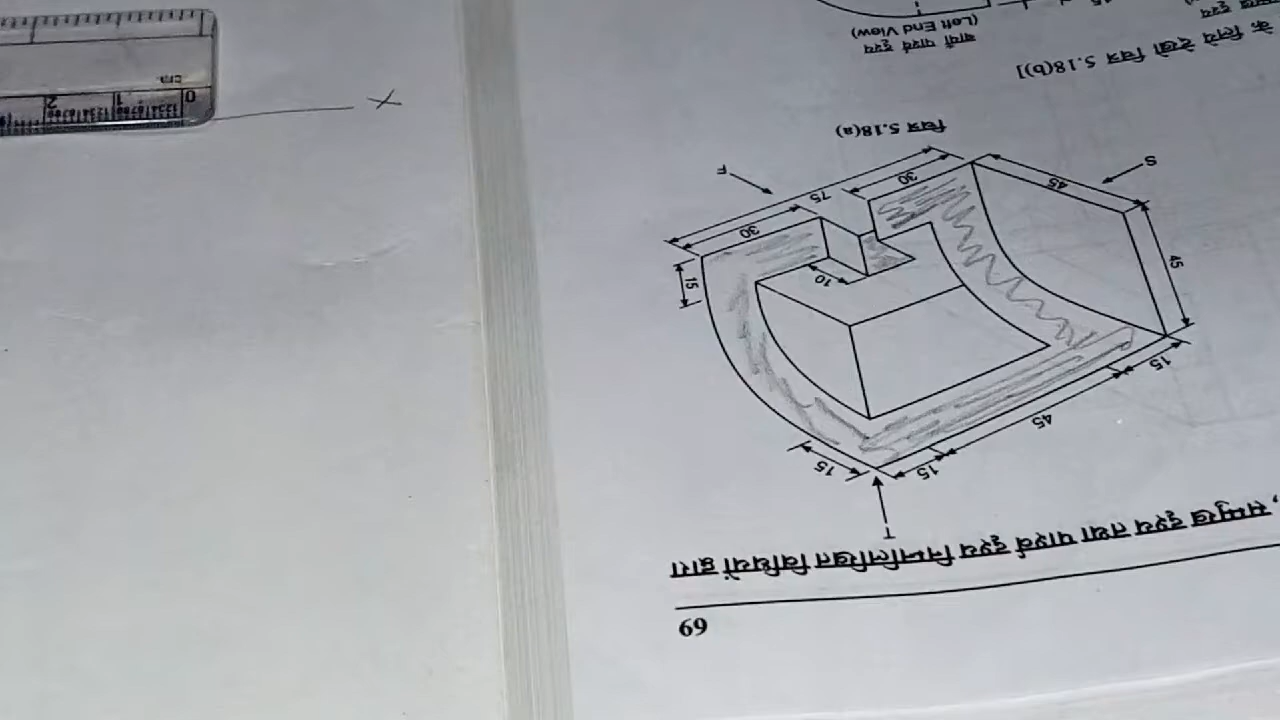 69
, सम्मुख दृश्य तथा पार्श्व दृश्य निम्नलिखित विधियों द्वारा
T
15
15
45
15
45
15
10
30
75
30
45
S
F
चित्र 5.18(a)
के लिये देखो चित्र 5.18(b)]
बायाँ पार्श्व दृश्य
(Left End View)
X
0 1 2
cm